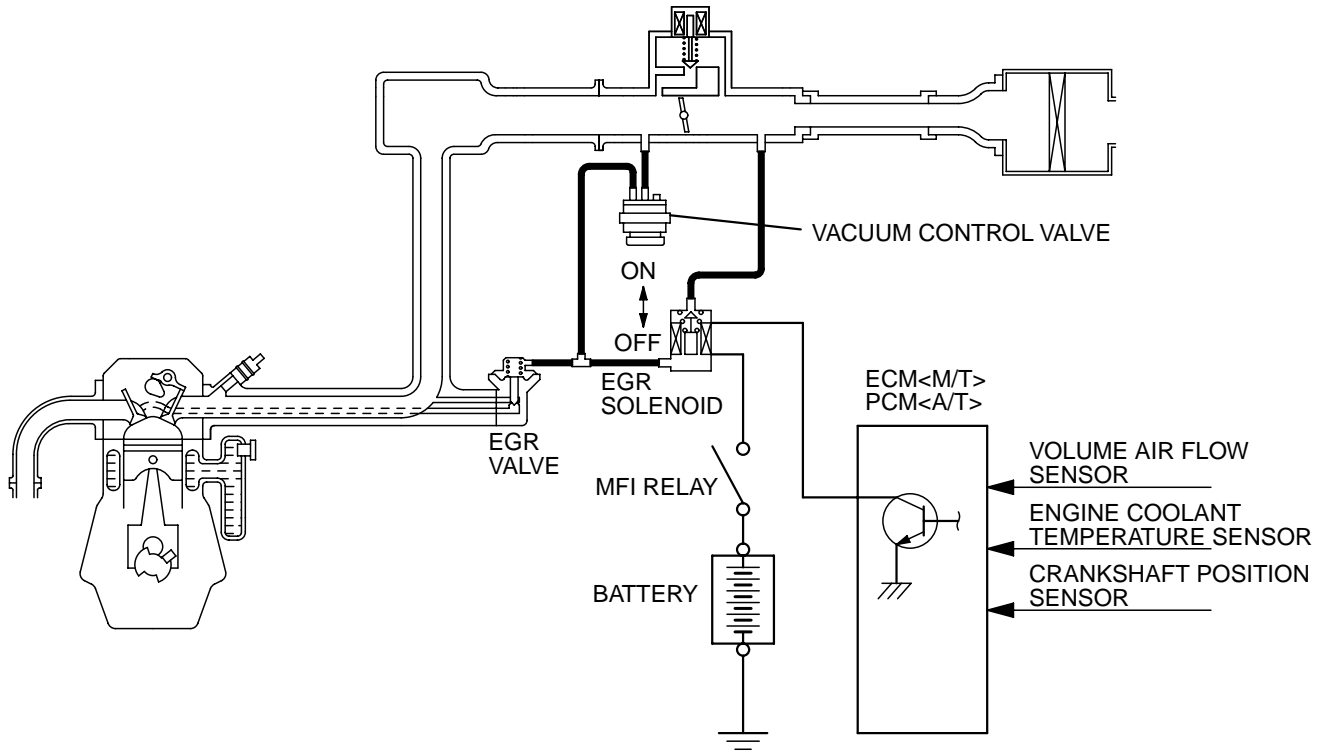 VACUUM CONTROL VALVE
ON
OFF
EGR
SOLENOID
EGR
VALVE
ECM<M/T>
PCM<A/T>
MFI RELAY
VOLUME AIR FLOW
SENSOR
ENGINE COOLANT
TEMPERATURE SENSOR
CRANKSHAFT POSITION
SENSOR
BATTERY